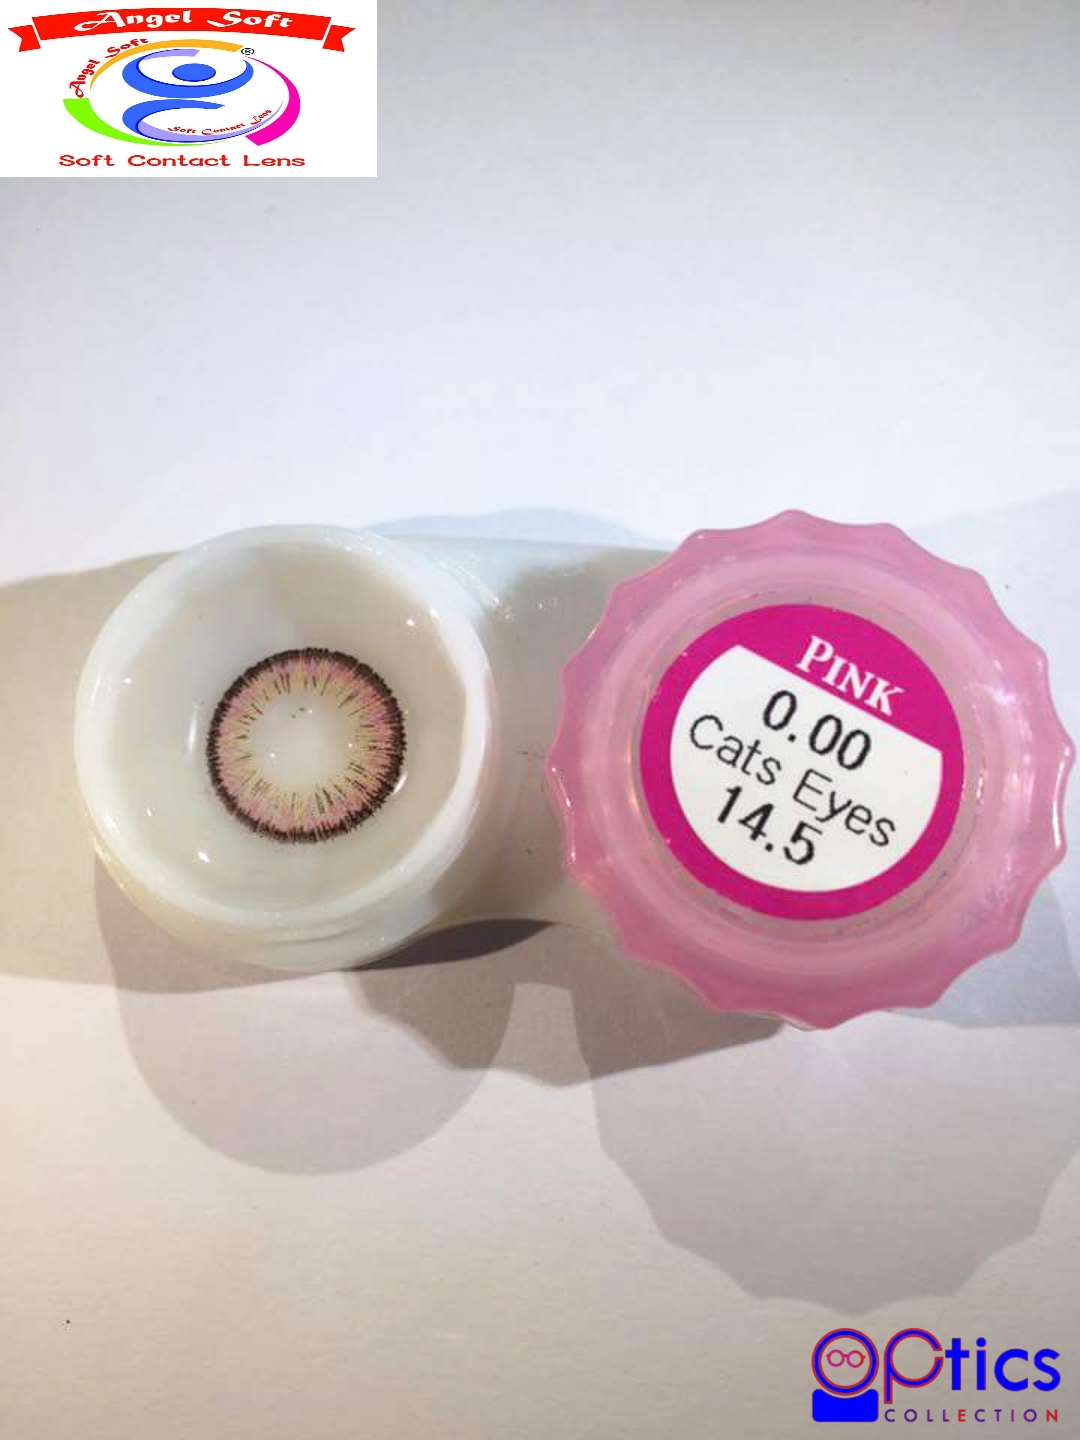 Angel Soft
Angel Soft
®
Soft Contact Lens
Soft Contact Lens
PINK
0.00
Cats Eyes
14.5
Optics
COLLECTION